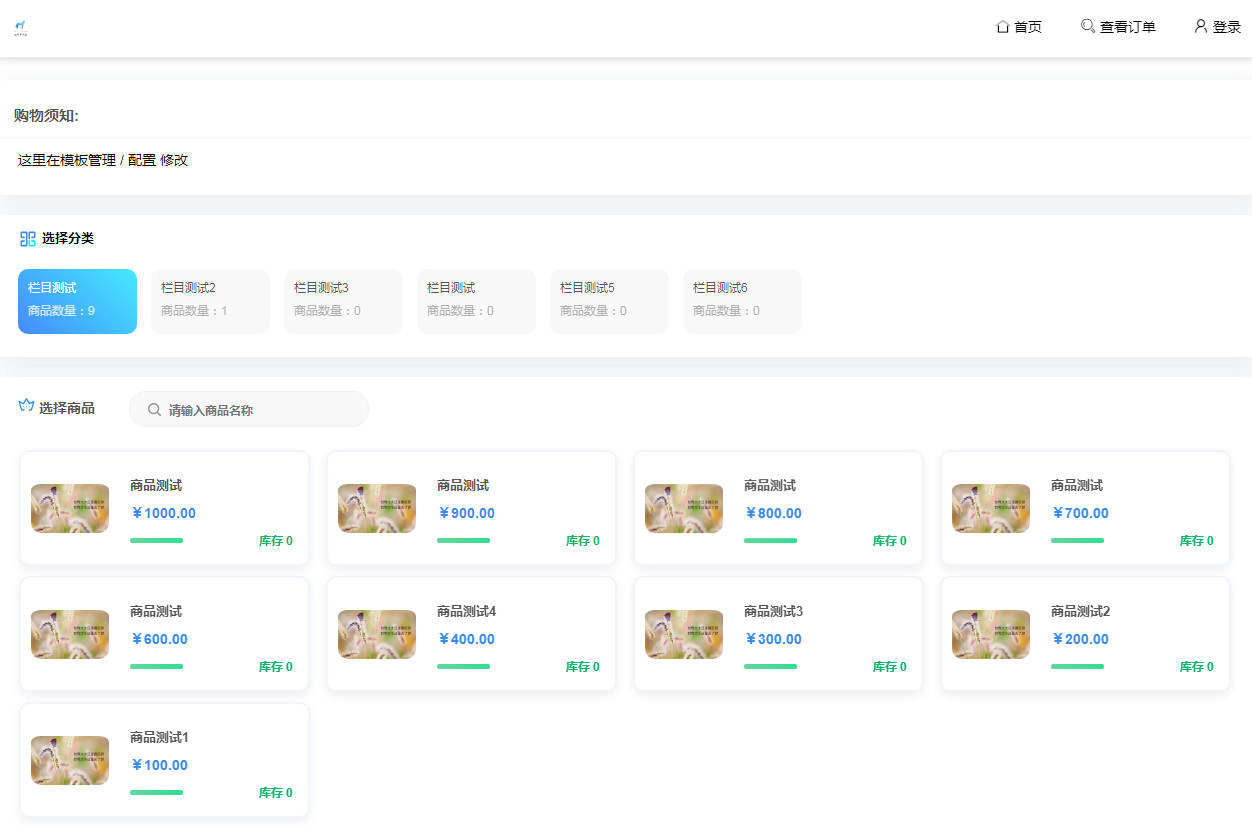 首页
查看订单
登录
购物须知:
这里在模板管理 / 配置 修改
选择分类
栏目测试
商品数量：9
栏目测试2
商品数量：1
栏目测试3
商品数量：0
栏目测试
商品数量：0
栏目测试5
商品数量：0
栏目测试6
商品数量：0
选择商品
请输入商品名称
商品测试
￥1000.00
库存 0
商品测试
￥900.00
库存 0
商品测试
￥800.00
库存 0
商品测试
￥700.00
库存 0
商品测试
￥600.00
库存 0
商品测试4
￥400.00
库存 0
商品测试3
￥300.00
库存 0
商品测试2
￥200.00
库存 0
商品测试1
￥100.00
库存 0